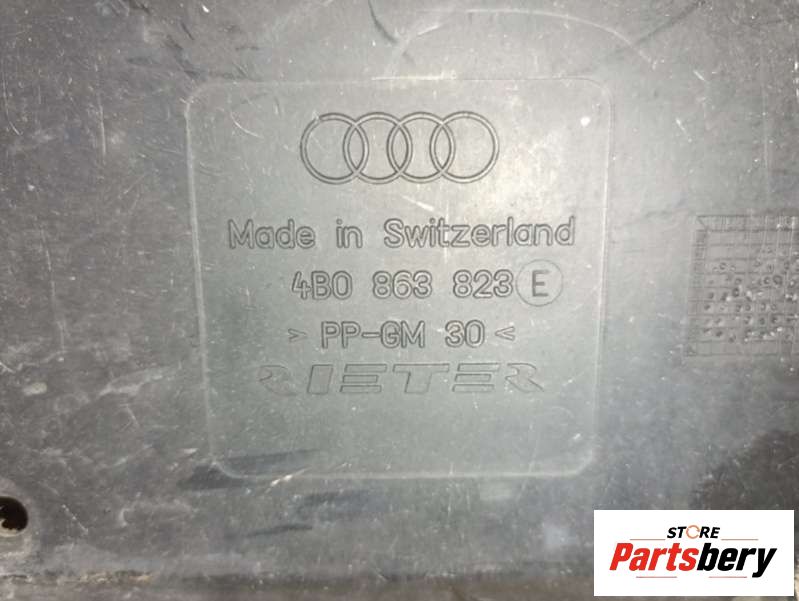 Made in Switzerland
4B0 863 823 E
> PP-GM 30 <
RIETER
STORE
Partsbery